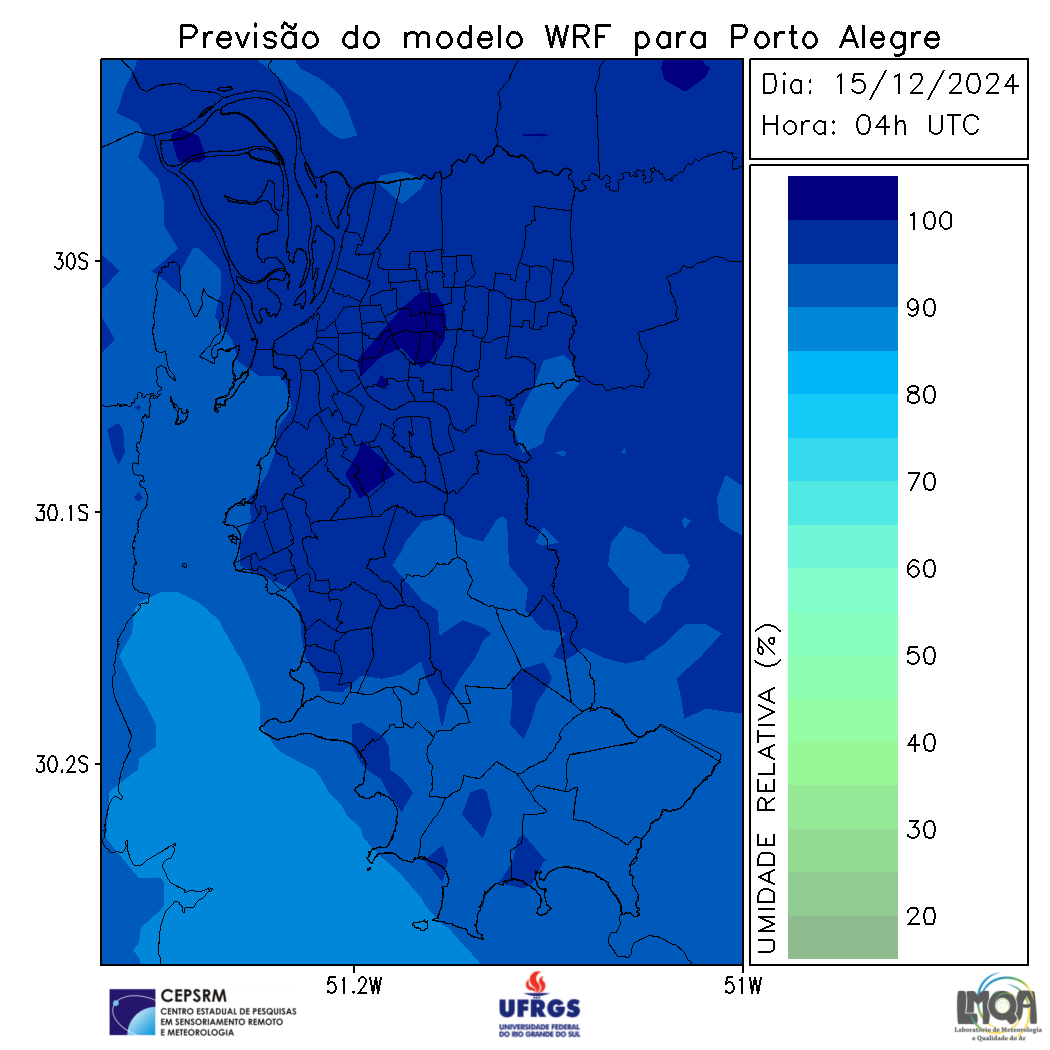 Previsão do modelo WRF para Porto Alegre
Dia: 15/12/2024
Hora: 04h UTC
100
90
80
70
60
50
40
30
20
UMIDADE RELATIVA (%)
30S
30.1S
30.2S
51.2W
51W
CEPSRM
CENTRO ESTADUAL DE PESQUISAS
EM SENSORIAMENTO REMOTO
E METEOROLOGIA
UFRGS
UNIVERSIDADE FEDERAL
DO RIO GRANDE DO SUL
LMQA
Laboratório de Meteorologia
e Qualidade do Ar